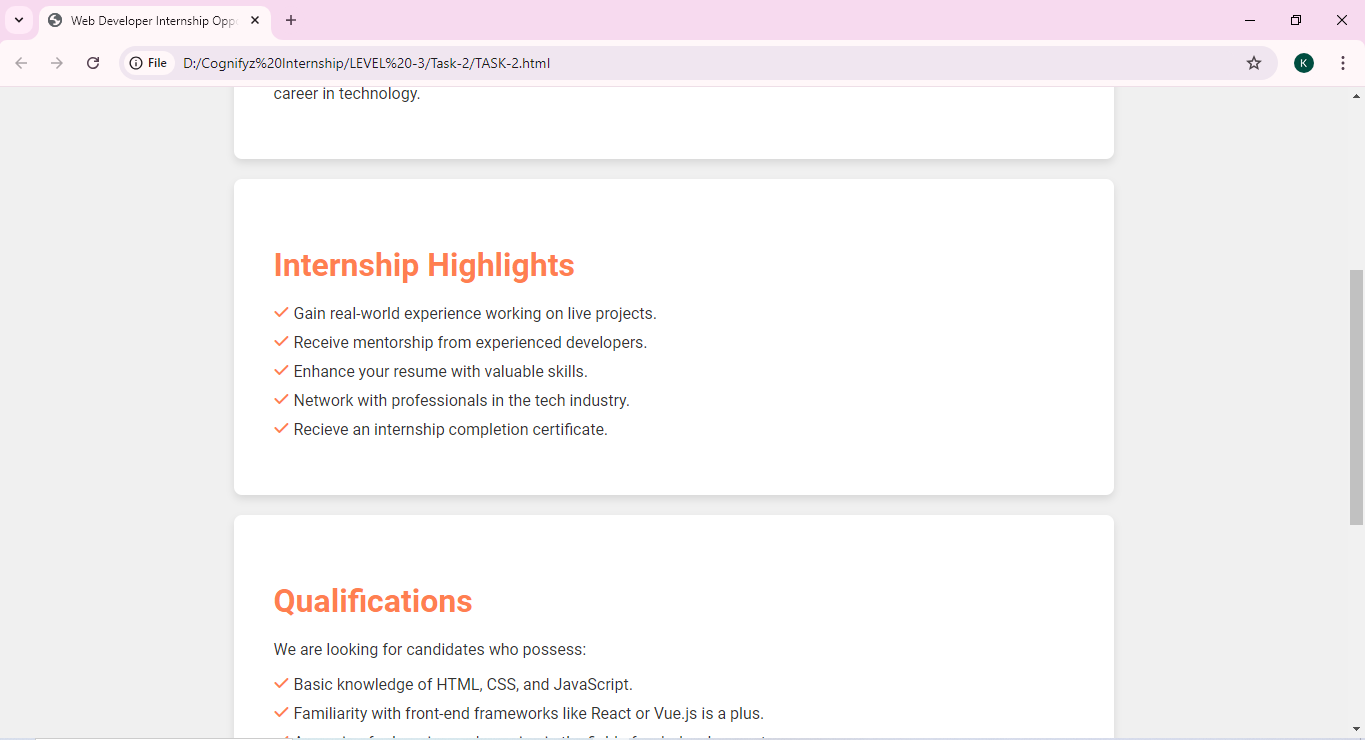 Web Developer Internship Oppo
File
D:/Cognifyz%20Internship/LEVEL%20-3/Task-2/TASK-2.html
K
career in technology.
Internship Highlights
Gain real-world experience working on live projects.
Receive mentorship from experienced developers.
Enhance your resume with valuable skills.
Network with professionals in the tech industry.
Recieve an internship completion certificate.
Qualifications
We are looking for candidates who possess:
Basic knowledge of HTML, CSS, and JavaScript.
Familiarity with front-end frameworks like React or Vue.js is a plus.